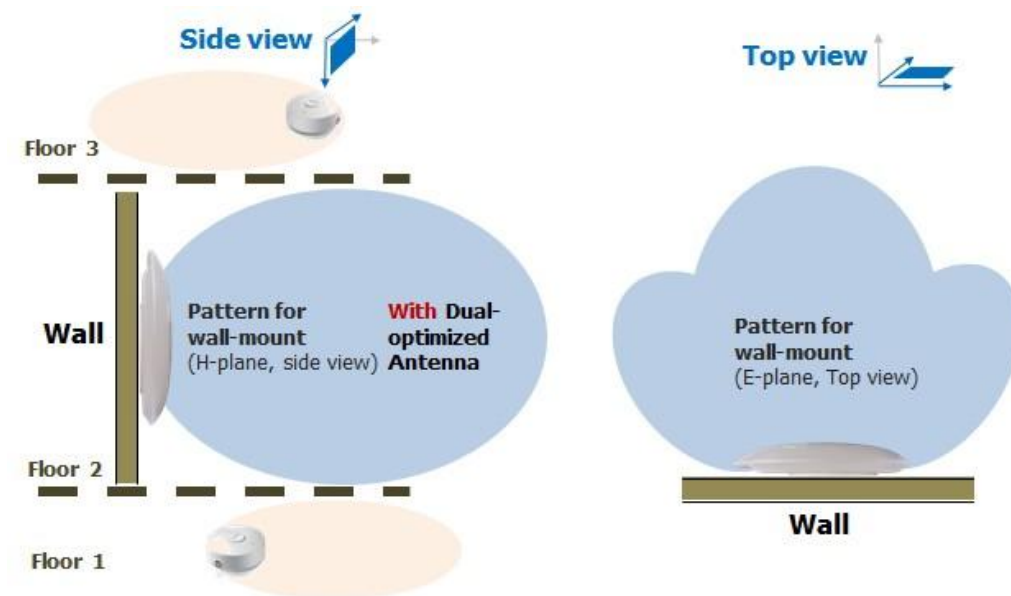 Side view
Top view
Floor 3
Wall
Pattern for
wall-mount
(H-plane, side view)
With Dual-
optimized
Antenna
Pattern for
wall-mount
(E-plane, Top view)
Floor 2
Wall
Floor 1